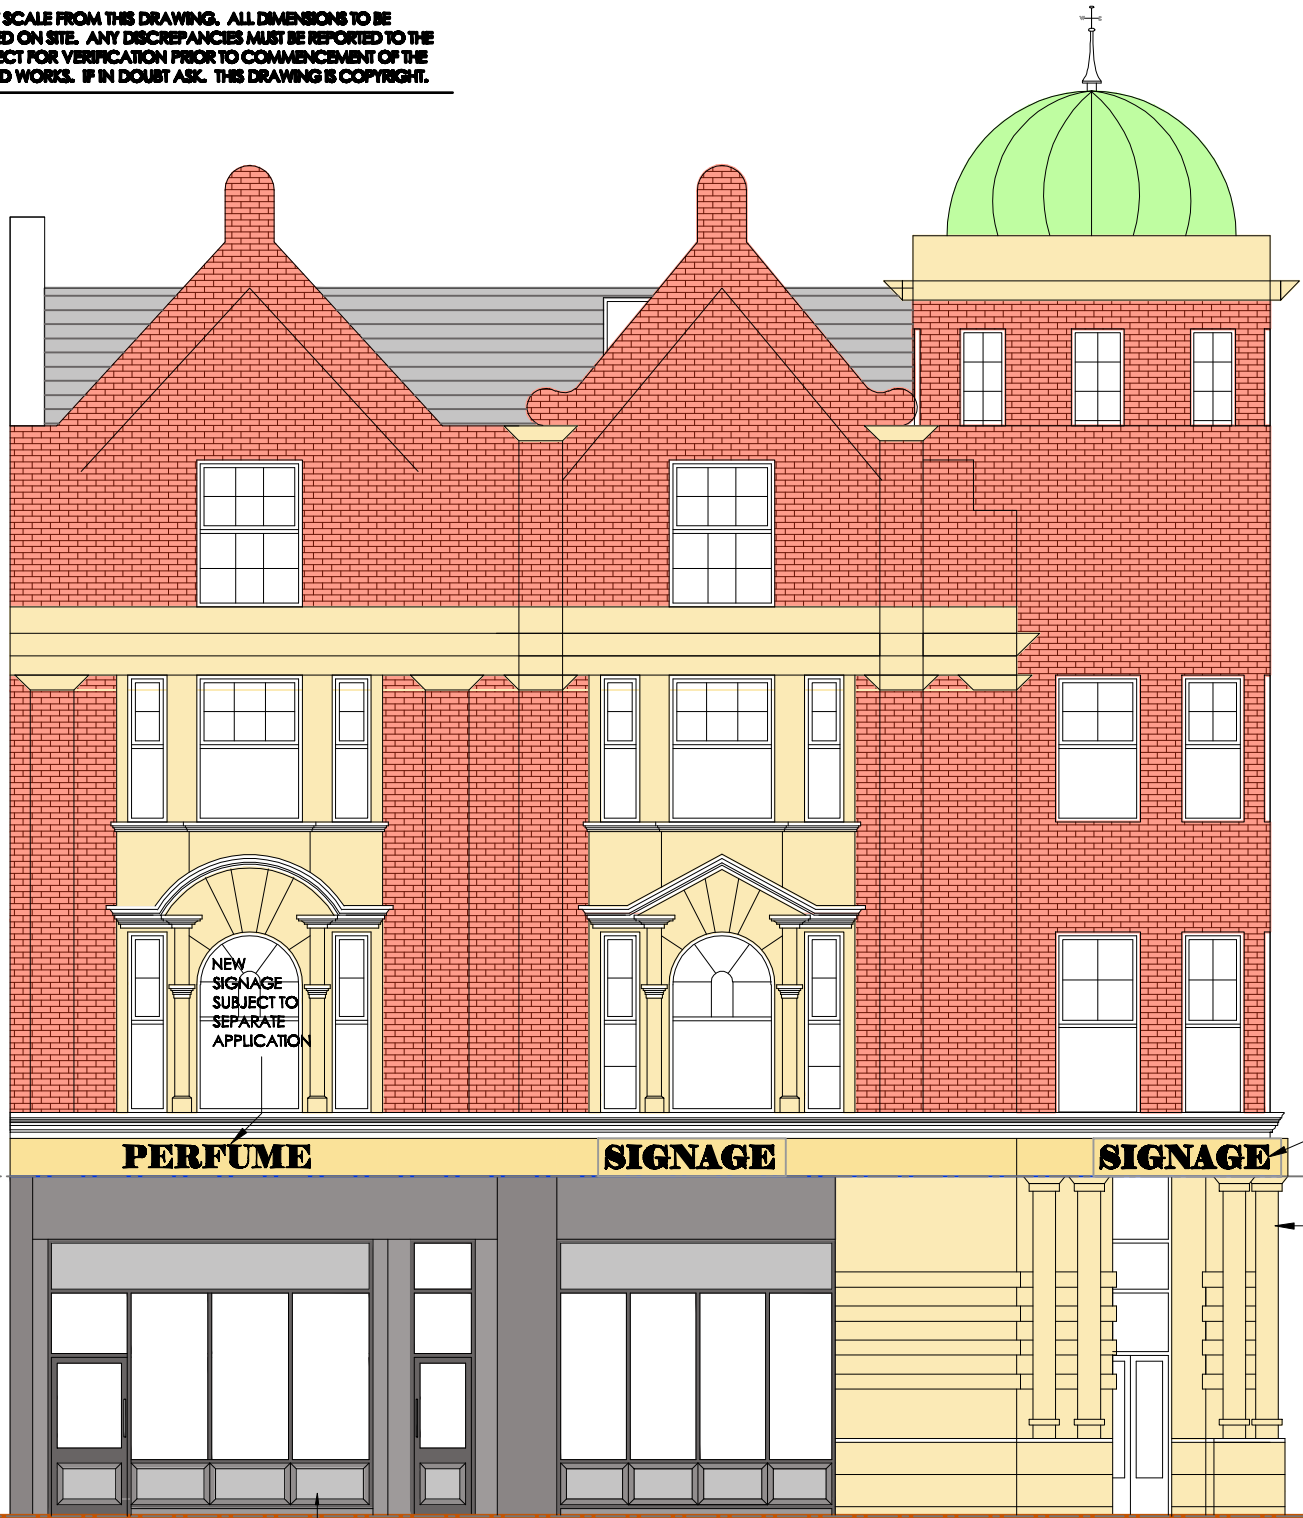 SCALE FROM THIS DRAWING. ALL DIMENSIONS TO BE
ED ON SITE. ANY DISCREPANCIES MUST BE REPORTED TO THE
ECT FOR VERIFICATION PRIOR TO COMMENCEMENT OF THE
D WORKS. IF IN DOUBT ASK. THIS DRAWING IS COPYRIGHT.
NEW
SIGNAGE
SUBJECT TO
SEPARATE
APPLICATION
PERFUME
SIGNAGE
SIGNAGE